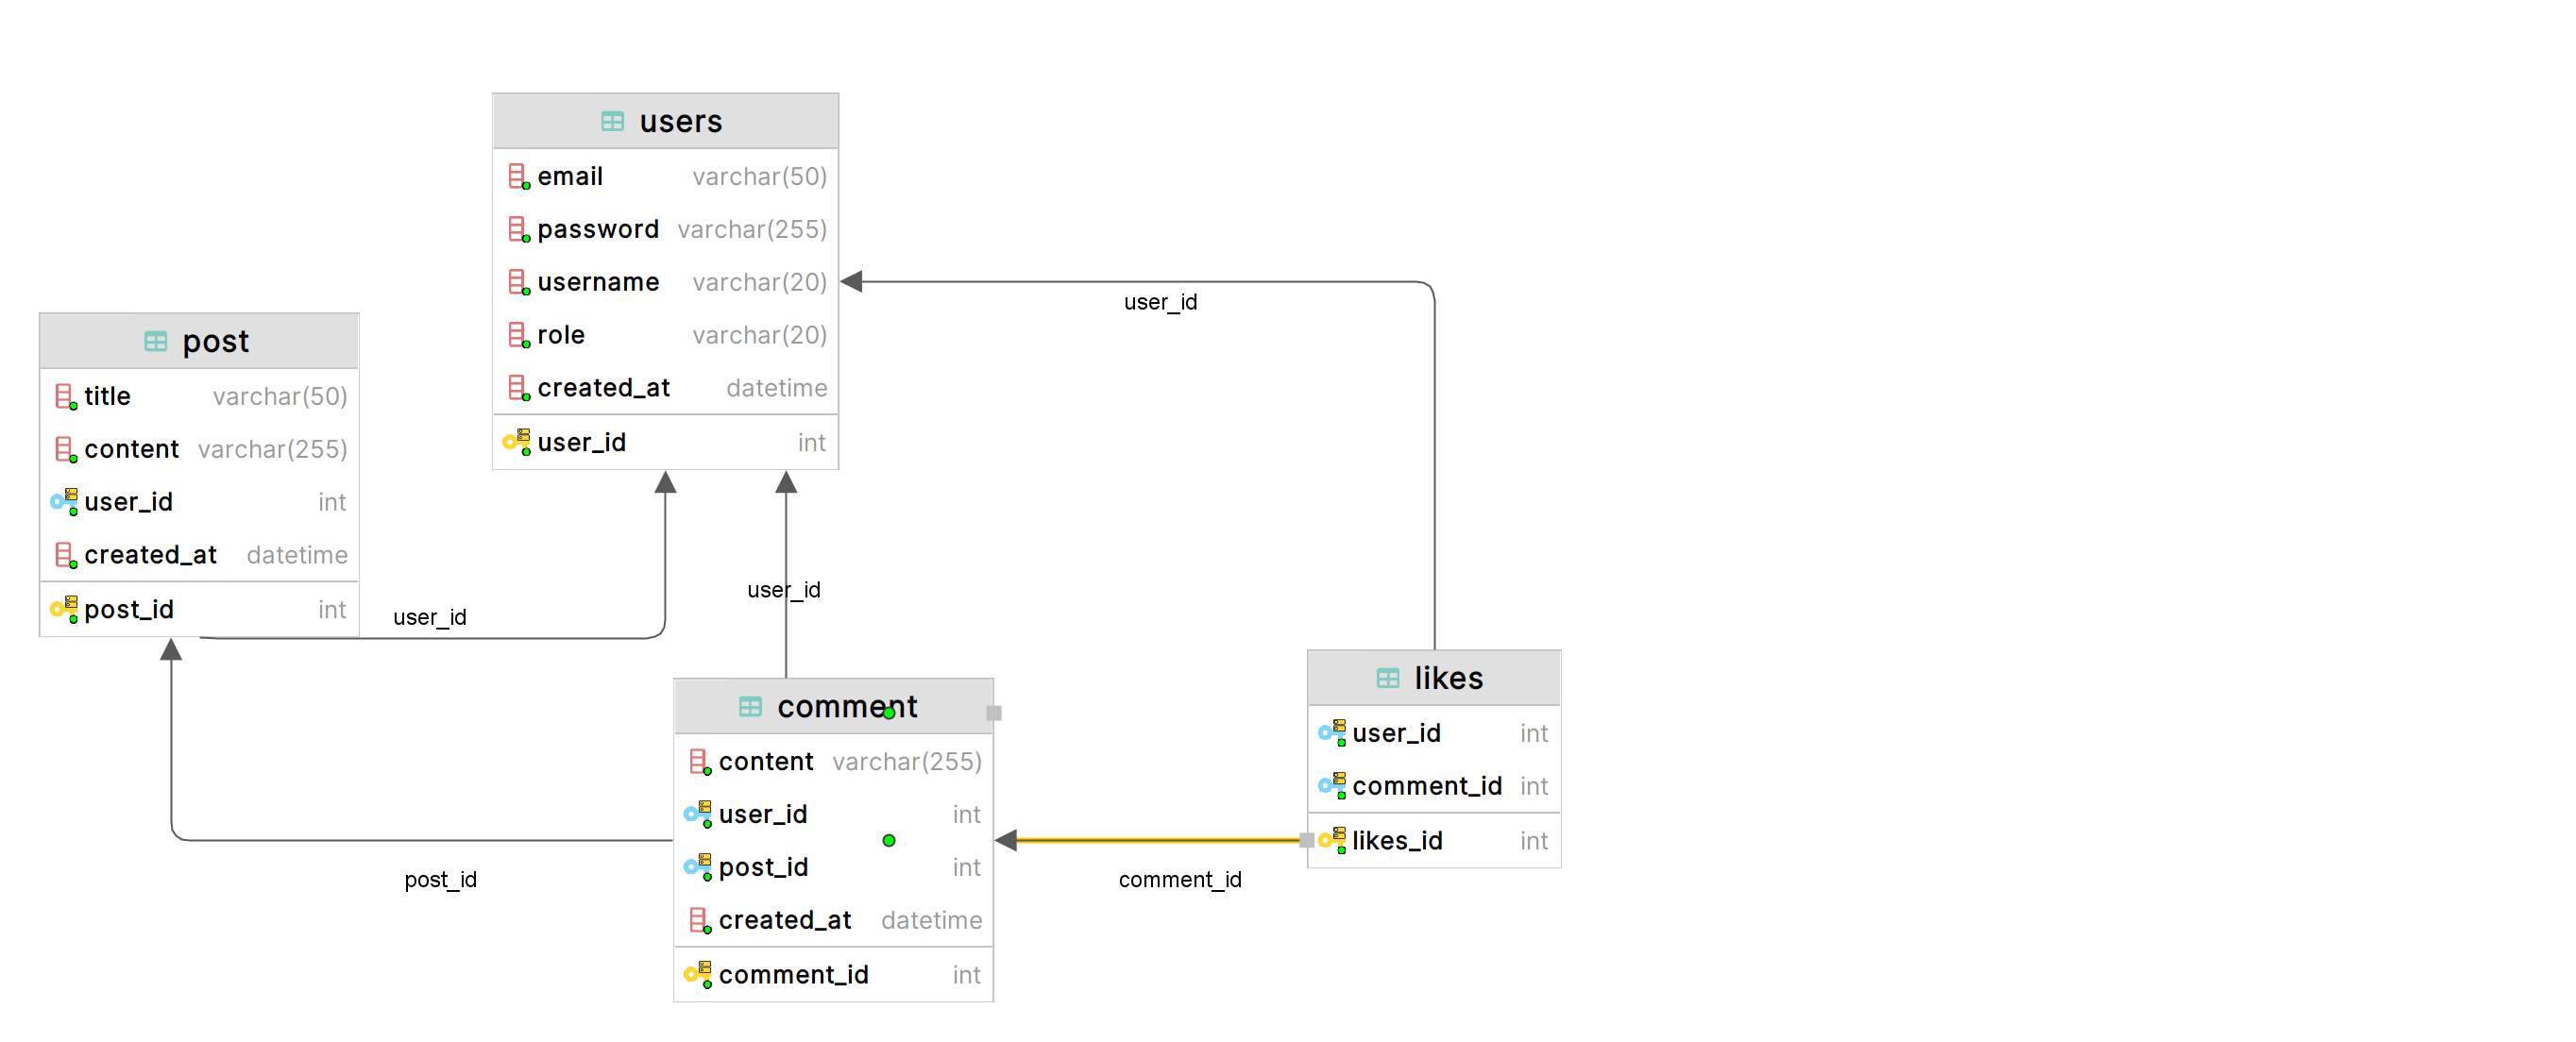 users
email varchar(50)
password varchar(255)
username varchar(20)
role varchar(20)
created_at datetime
user_id int
post
title varchar(50)
content varchar(255)
user_id int
created_at datetime
post_id int
user_id
user_id
user_id
comment
content varchar(255)
user_id int
post_id int
created_at datetime
comment_id int
likes
user_id int
comment_id int
likes_id int
post_id
comment_id